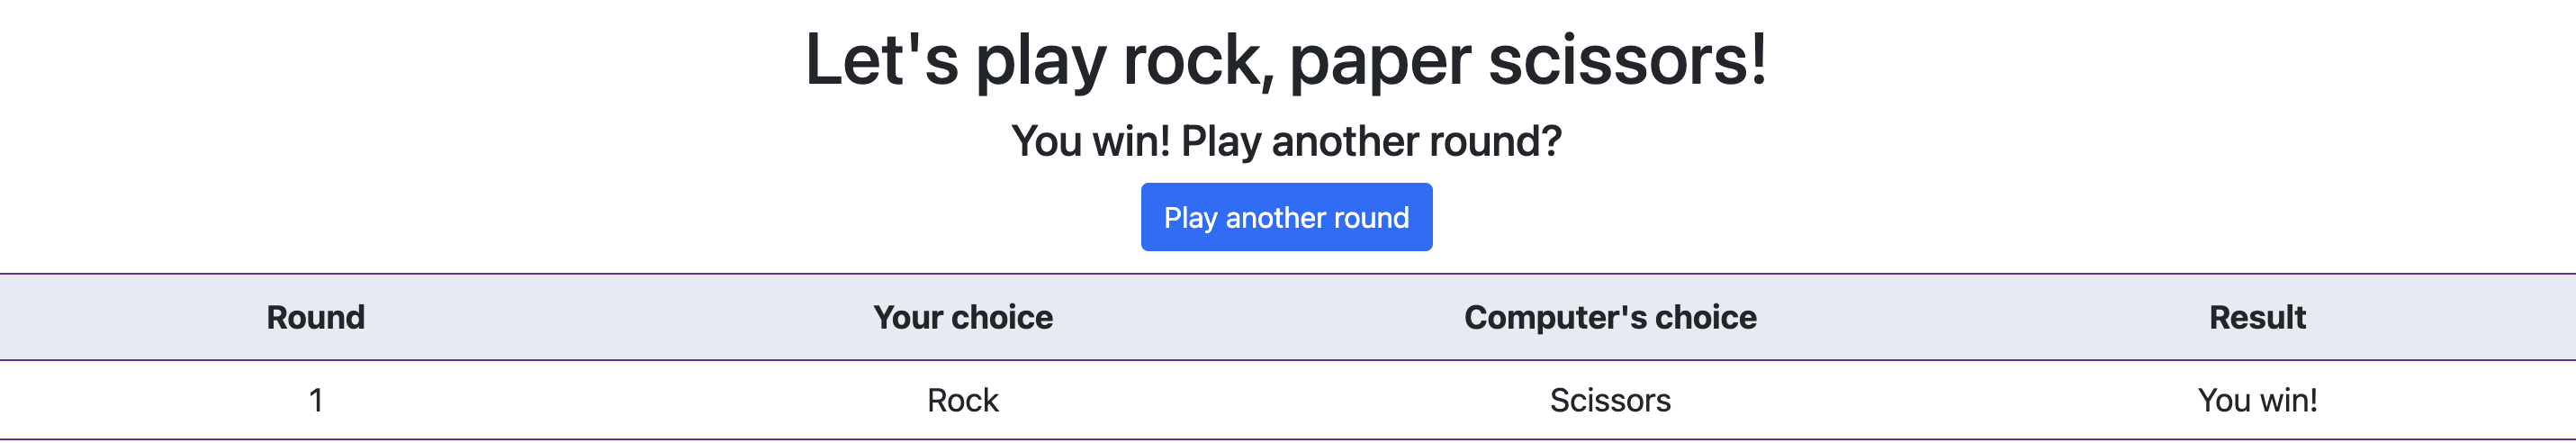 Let's play rock, paper scissors!
You win! Play another round?
Play another round
Round Your choice Computer's choice Result
1 Rock Scissors You win!